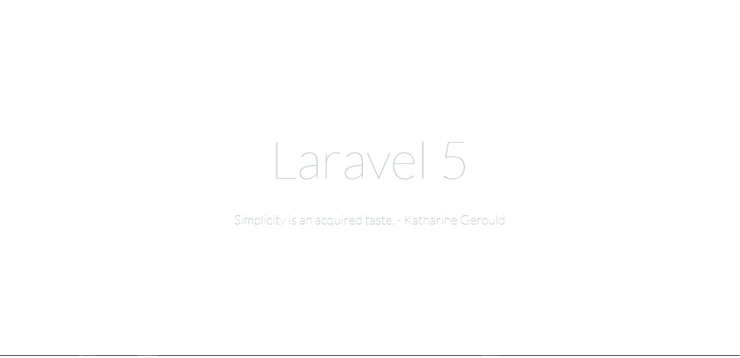 Laravel 5
Simplicity is an acquired taste. - Katharine Gerould